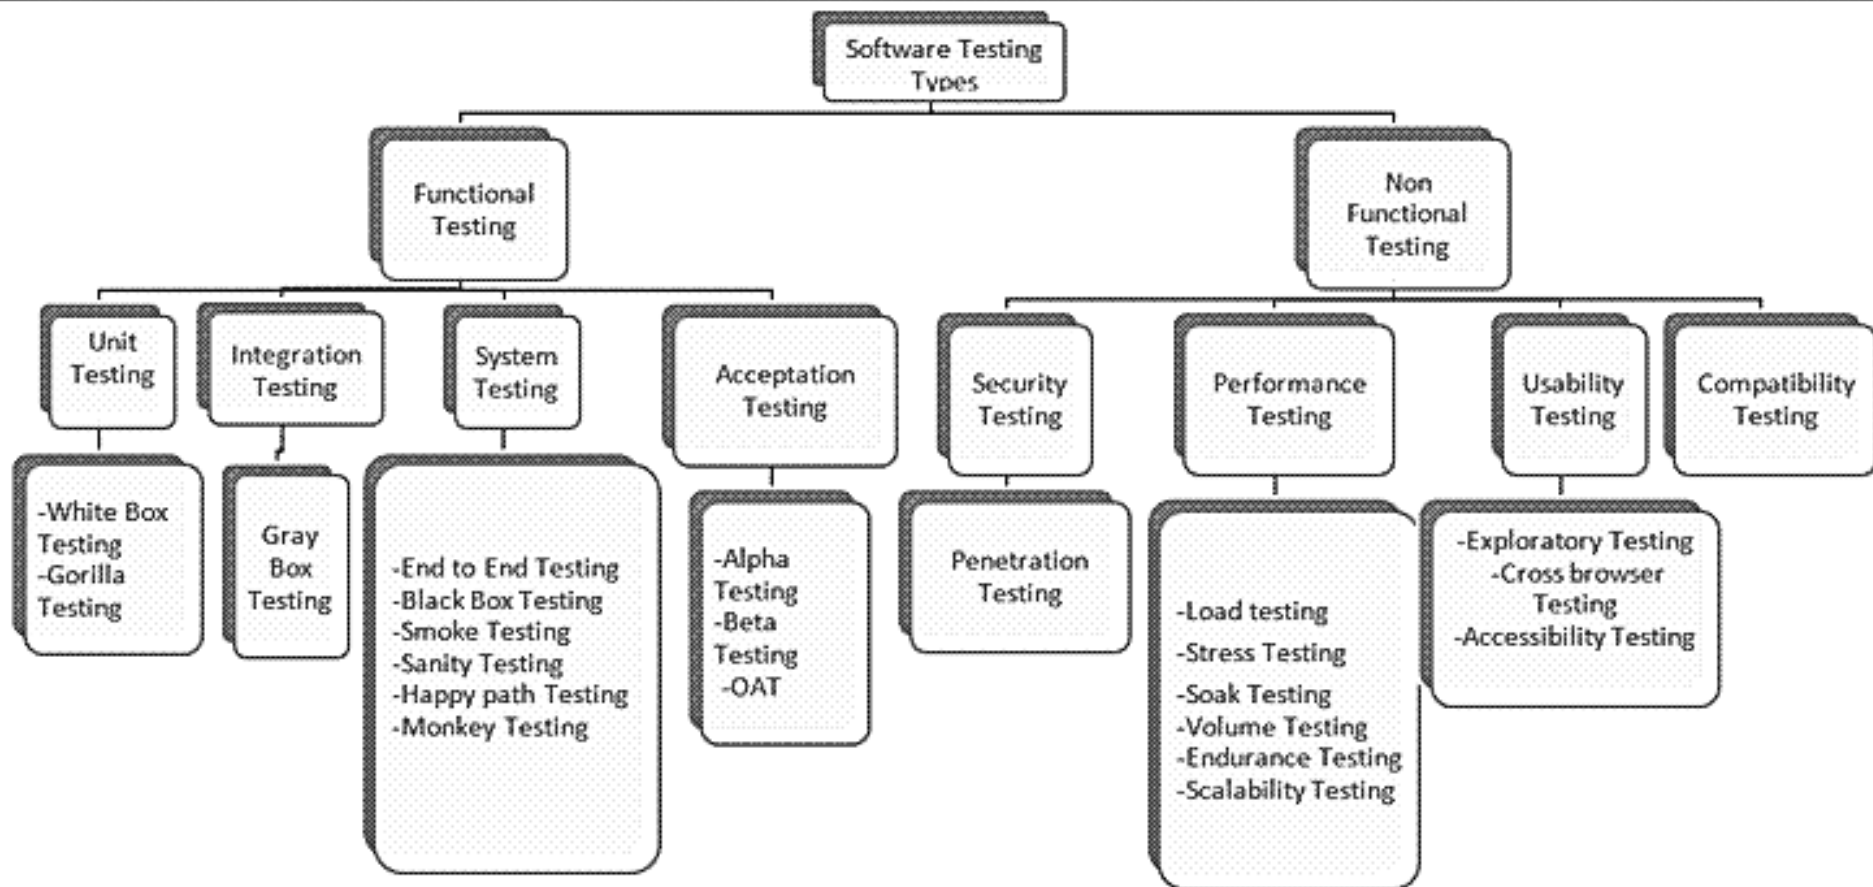 Software Testing
Types
Functional
Testing
Non
Functional
Testing
Unit
Testing
Integration
Testing
System
Testing
Acceptation
Testing
Security
Testing
Performance
Testing
Usability
Testing
Compatibility
Testing
-White Box
Testing
-Gorilla
Testing
Gray
Box
Testing
-End to End Testing
-Black Box Testing
-Smoke Testing
-Sanity Testing
-Happy path Testing
-Monkey Testing
-Alpha
Testing
-Beta
Testing
-OAT
Penetration
Testing
-Load testing
-Stress Testing
-Soak Testing
-Volume Testing
-Endurance Testing
-Scalability Testing
-Exploratory Testing
-Cross browser
Testing
-Accessibility Testing